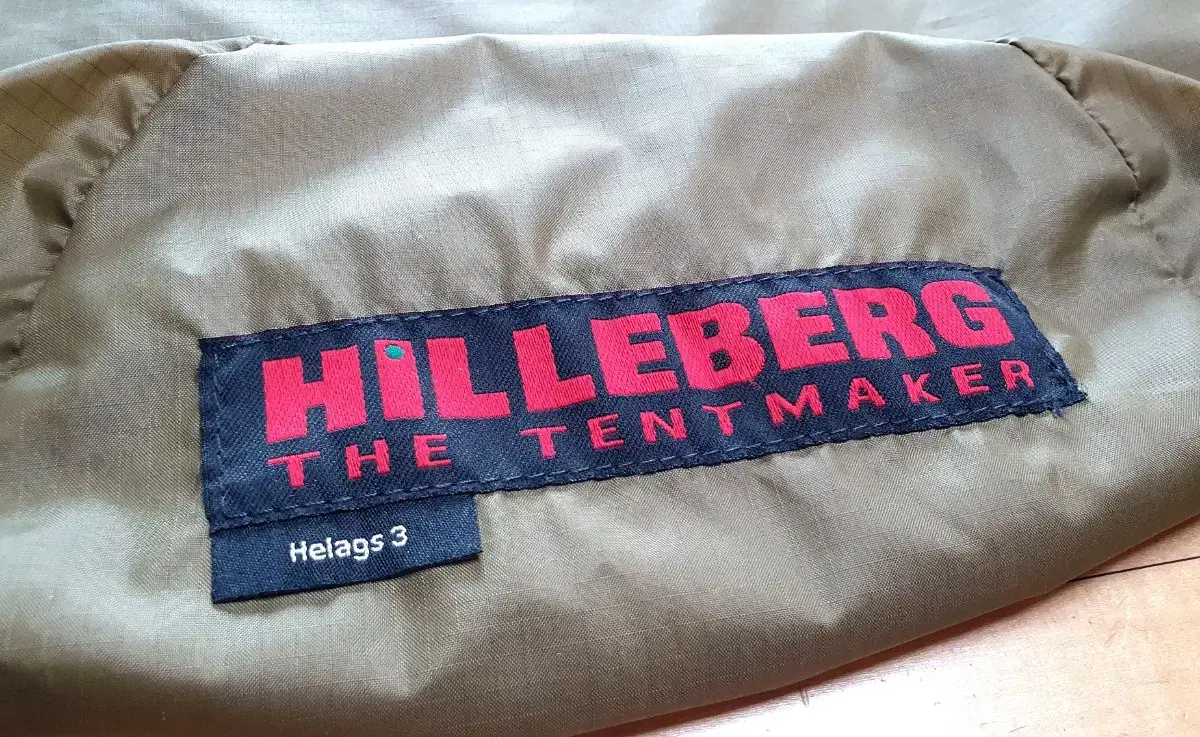 HiLLEBERG
THE TENTMAKER
Helags 3